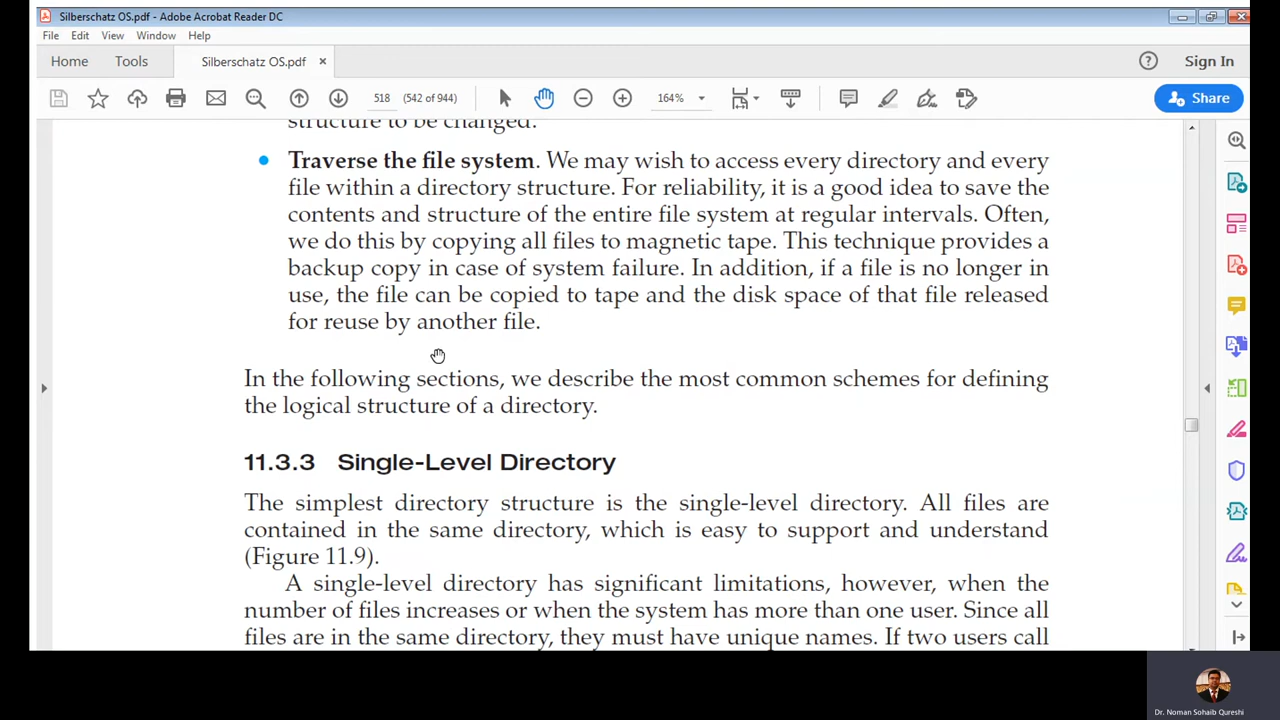 Silberschatz OS.pdf - Adobe Acrobat Reader DC
File Edit View Window Help
Home Tools Silberschatz OS.pdf × Sign In
518 (542 of 944) 164% Share
structure to be changed.
• Traverse the file system. We may wish to access every directory and every
file within a directory structure. For reliability, it is a good idea to save the
contents and structure of the entire file system at regular intervals. Often,
we do this by copying all files to magnetic tape. This technique provides a
backup copy in case of system failure. In addition, if a file is no longer in
use, the file can be copied to tape and the disk space of that file released
for reuse by another file.
In the following sections, we describe the most common schemes for defining
the logical structure of a directory.
11.3.3 Single-Level Directory
The simplest directory structure is the single-level directory. All files are
contained in the same directory, which is easy to support and understand
(Figure 11.9).
A single-level directory has significant limitations, however, when the
number of files increases or when the system has more than one user. Since all
files are in the same directory, they must have unique names. If two users call
Dr. Noman Sohaib Qureshi